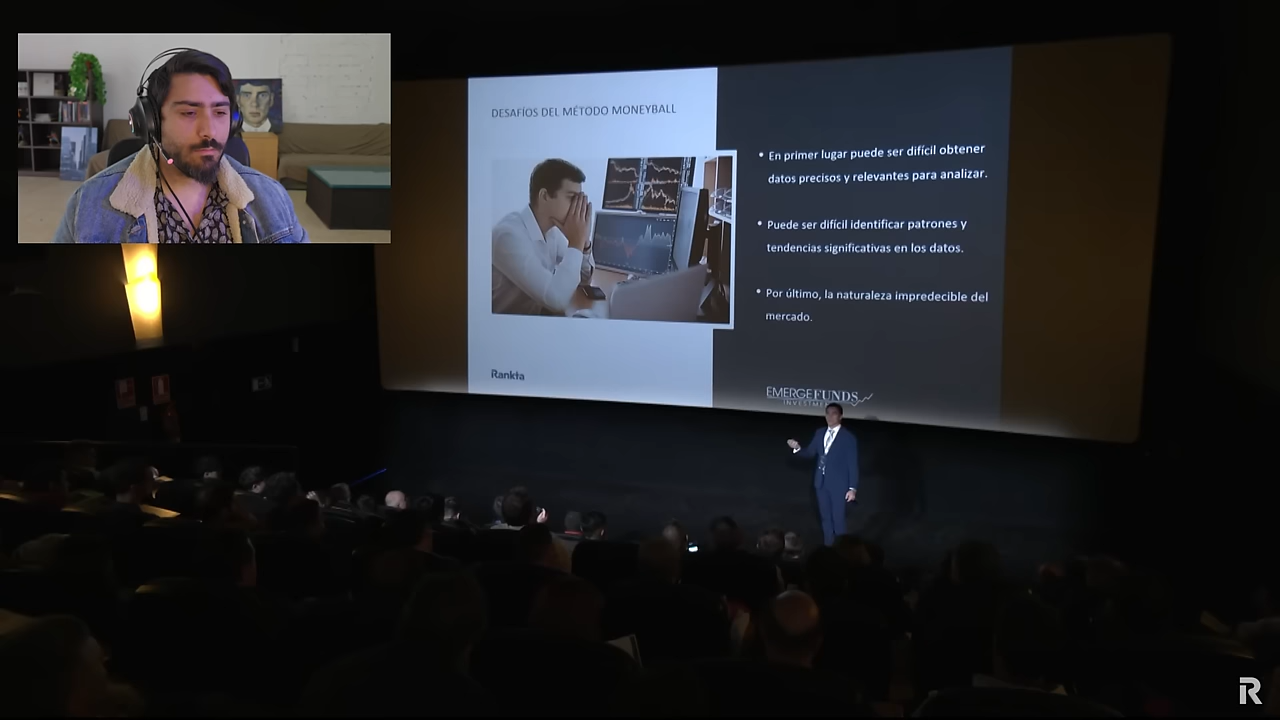 DESAFÍOS DEL MÉTODO MONEYBALL
• En primer lugar puede ser difícil obtener
datos precisos y relevantes para analizar.
• Puede ser difícil identificar patrones y
tendencias significativas en los datos.
• Por último, la naturaleza impredecible del
mercado.
Rankia
EMERGEFUNDS
R